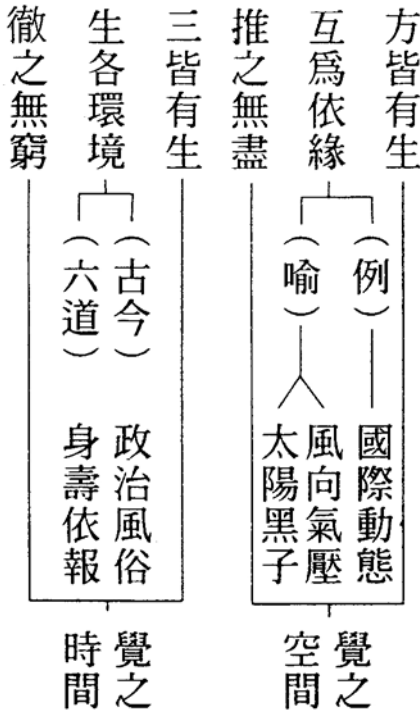 方皆有生
互爲依緣
推之無盡
（例）
（喻）
國際動態
風向氣壓
太陽黑子
覺之
空間
三皆有生
生各環境
徹之無窮
（古今）
（六道）
政治風俗
身壽依報
覺之
時間